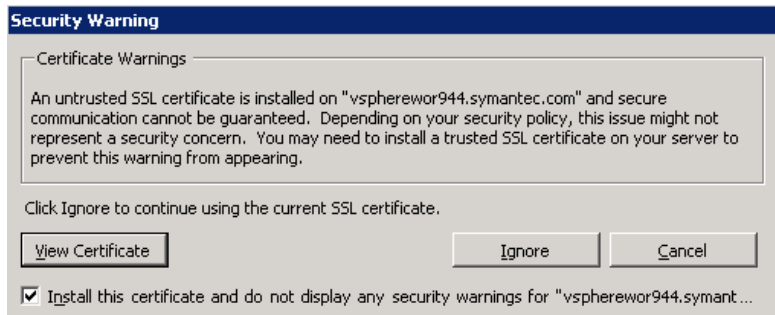 Security Warning
Certificate Warnings
An untrusted SSL certificate is installed on "vspherewor944.symantec.com" and secure
communication cannot be guaranteed. Depending on your security policy, this issue might not
represent a security concern. You may need to install a trusted SSL certificate on your server to
prevent this warning from appearing.
Click Ignore to continue using the current SSL certificate.
View Certificate Ignore Cancel
Install this certificate and do not display any security warnings for "vspherewor944.symant...